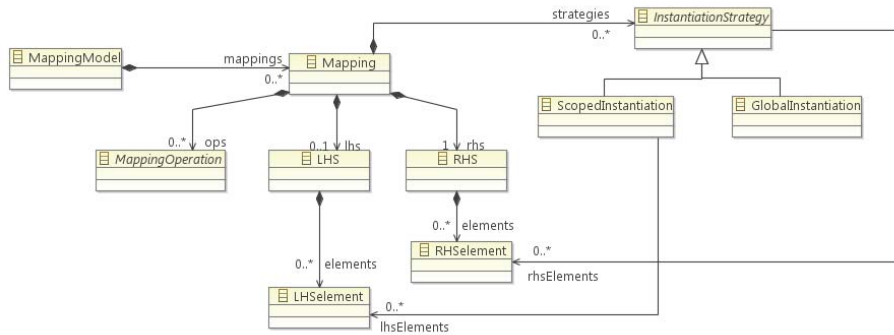 strategies
InstantiationStrategy
0..*
MappingModel
mappings
Mapping
0..*
ScopedInstantiation
GlobalInstantiation
0..*
ops
0..1
lhs
1
rhs
MappingOperation
LHS
RHS
0..*
elements
RHSelement
0..*
rhsElements
0..*
elements
LHSelement
0..*
lhsElements